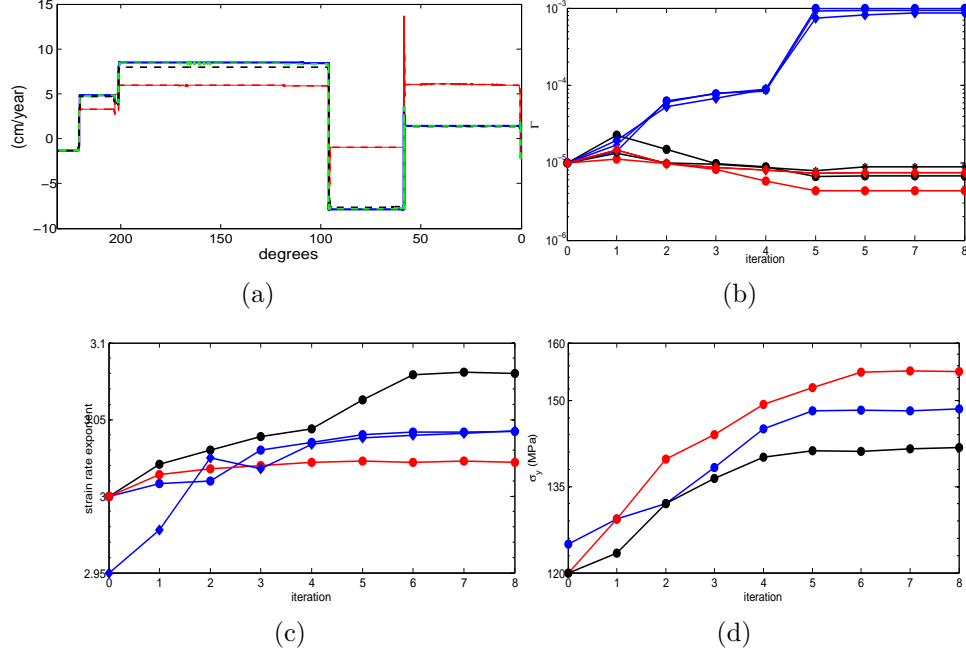 15
10
5
0
−5
−10
(cm/year)
200
150
100
50
0
degrees
(a)
10−3
10−4
10−5
10−6
Γ
0 1 2 3 4 5 6 7 8
iteration
(b)
3.1
3.05
3
2.95
strain rate exponent
0 1 2 3 4 5 6 7 8
iteration
(c)
160
150
135
120
σy (MPa)
0 1 2 3 4 5 6 7 8
iteration
(d)